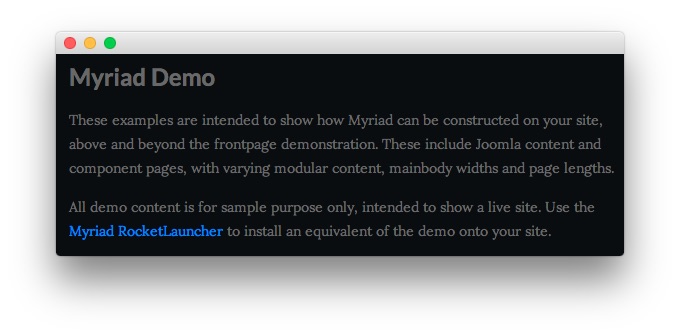 Myriad Demo
These examples are intended to show how Myriad can be constructed on your site,
above and beyond the frontpage demonstration. These include Joomla content and
component pages, with varying modular content, mainbody widths and page lengths.
All demo content is for sample purpose only, intended to show a live site. Use the
Myriad RocketLauncher to install an equivalent of the demo onto your site.